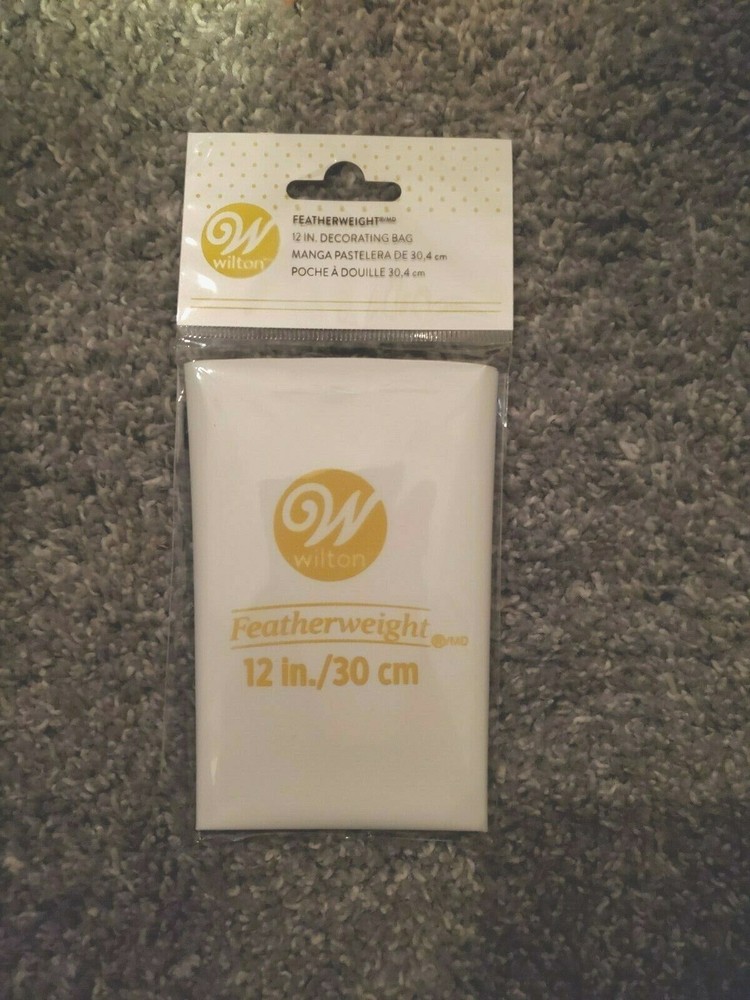 FEATHERWEIGHT®/MD
12 IN. DECORATING BAG
MANGA PASTELERA DE 30,4 cm
POCHE À DOUILLE 30,4 cm
W
wilton™
W
wilton
Featherweight®/MD
12 in./30 cm